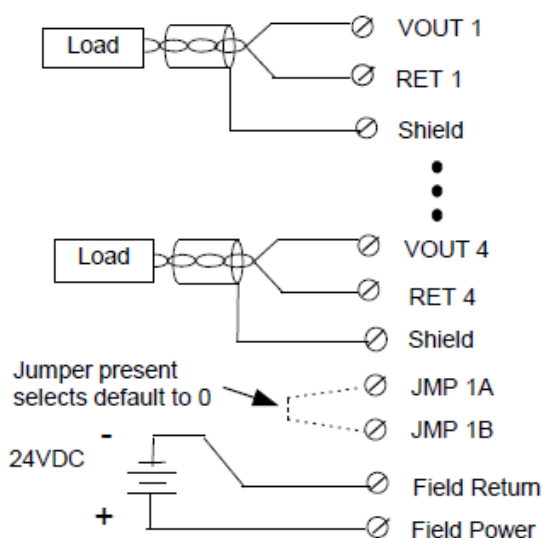 Load
VOUT 1
RET 1
Shield
Load
VOUT 4
RET 4
Shield
Jumper present
selects default to 0
JMP 1A
JMP 1B
-
24VDC
+
Field Return
Field Power